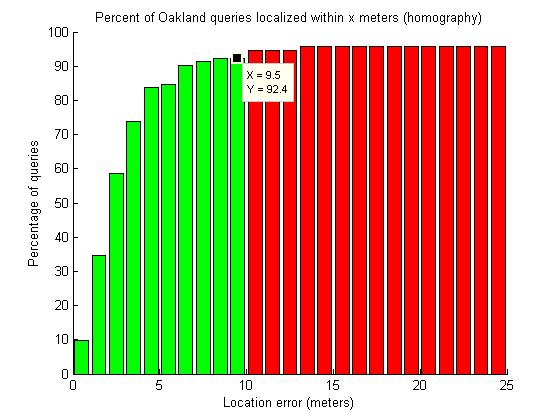 Percent of Oakland queries localized within x meters (homography)
100
90
80
70
60
50
40
30
20
10
0
Percentage of queries
X = 9.5
Y = 92.4
0 5 10 15 20 25
Location error (meters)